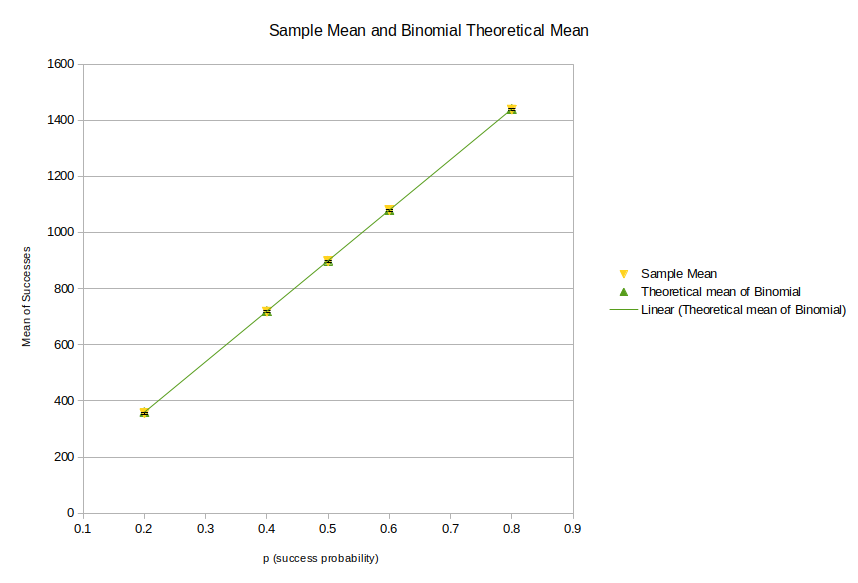 Sample Mean and Binomial Theoretical Mean
1600
1400
1200
1000
800
600
400
200
0
Mean of Successes
0.1 0.2 0.3 0.4 0.5 0.6 0.7 0.8 0.9
p (success probability)
Sample Mean
Theoretical mean of Binomial
Linear (Theoretical mean of Binomial)